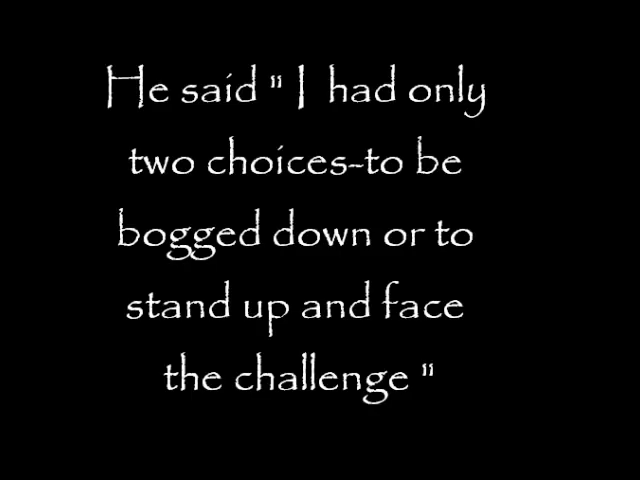 He said " I had only
two choices-to be
bogged down or to
stand up and face
the challenge "